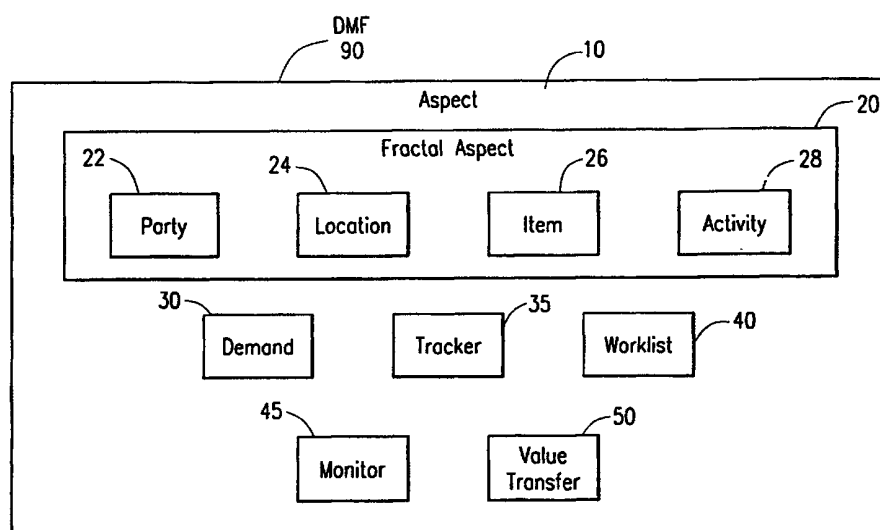 DMF
90
10
Aspect
20
Fractal Aspect
22
24
26
28
Party
Location
Item
Activity
30
35
40
Demand
Tracker
Worklist
45
50
Monitor
Value
Transfer